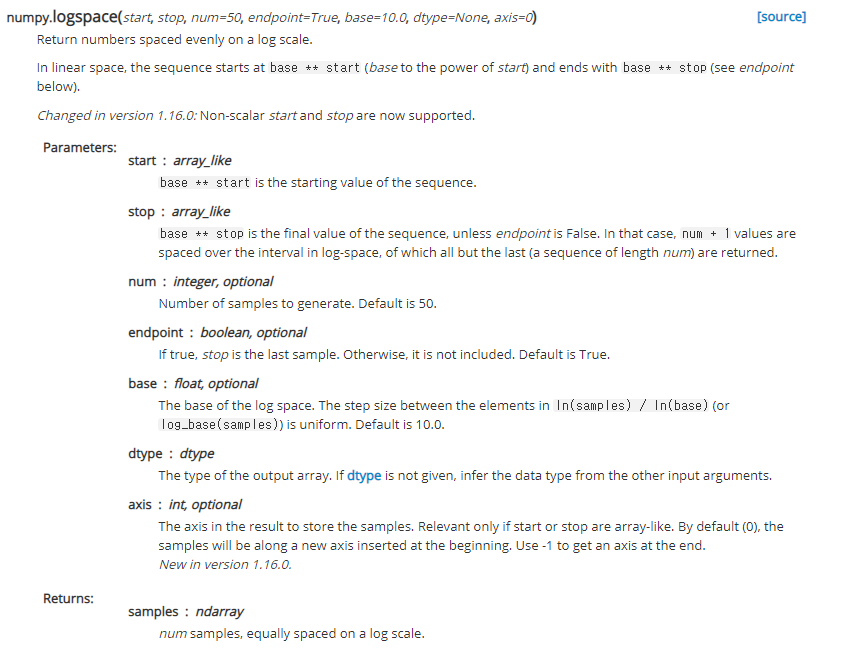 numpy.logspace(start, stop, num=50, endpoint=True, base=10.0, dtype=None, axis=0) [source]
Return numbers spaced evenly on a log scale.
In linear space, the sequence starts at base ** start (base to the power of start) and ends with base ** stop (see endpoint
below).
Changed in version 1.16.0: Non-scalar start and stop are now supported.
Parameters:
start : array_like
base ** start is the starting value of the sequence.
stop : array_like
base ** stop is the final value of the sequence, unless endpoint is False. In that case, num + 1 values are
spaced over the interval in log-space, of which all but the last (a sequence of length num) are returned.
num : integer, optional
Number of samples to generate. Default is 50.
endpoint : boolean, optional
If true, stop is the last sample. Otherwise, it is not included. Default is True.
base : float, optional
The base of the log space. The step size between the elements in ln(samples) / ln(base) (or
log_base(samples)) is uniform. Default is 10.0.
dtype : dtype
The type of the output array. If dtype is not given, infer the data type from the other input arguments.
axis : int, optional
The axis in the result to store the samples. Relevant only if start or stop are array-like. By default (0), the
samples will be along a new axis inserted at the beginning. Use -1 to get an axis at the end.
New in version 1.16.0.
Returns:
samples : ndarray
num samples, equally spaced on a log scale.